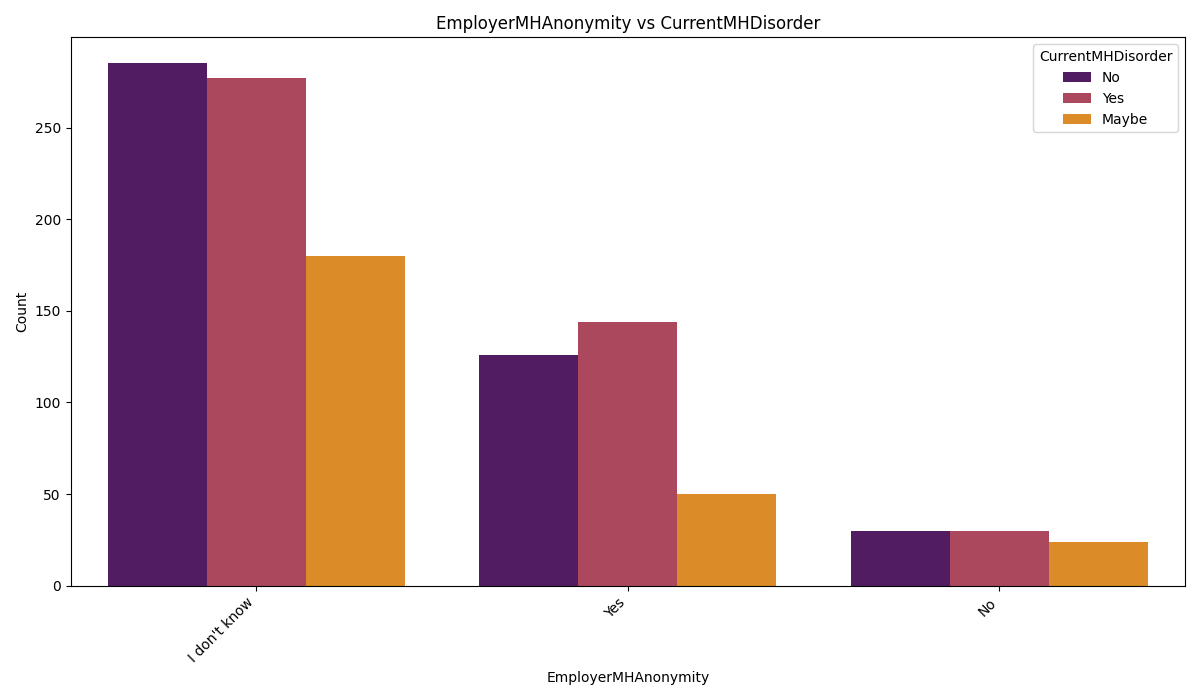 EmployerMHAnonymity vs CurrentMHDisorder
CurrentMHDisorder
No
Yes
Maybe
Count
250
200
150
100
50
0
I don't know
Yes
No
EmployerMHAnonymity